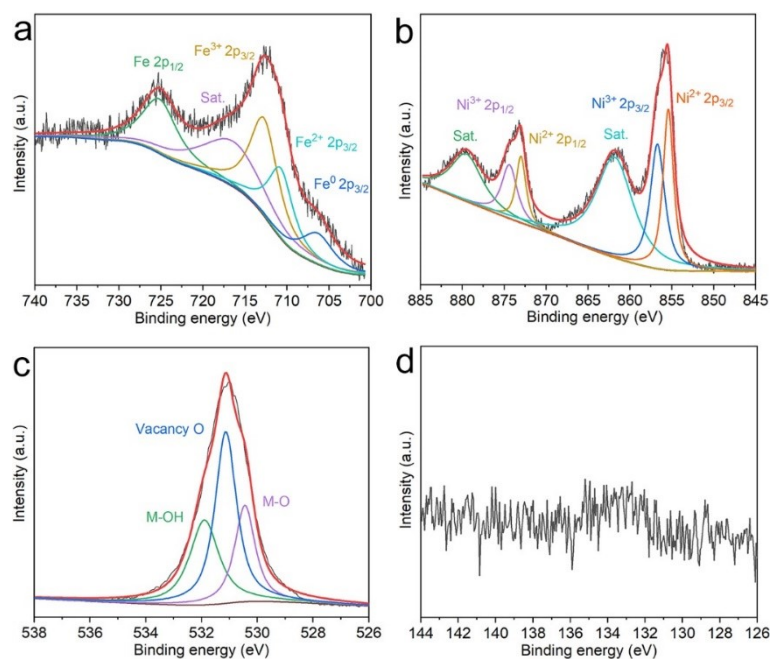 a
Fe 2p1/2
Fe3+ 2p3/2
Sat.
Fe2+ 2p3/2
Fe0 2p3/2
Intensity (a.u.)
740 735 730 725 720 715 710 705 700
Binding energy (eV)
b
Ni3+ 2p1/2
Sat.
Ni2+ 2p1/2
Ni3+ 2p3/2
Sat.
Ni2+ 2p3/2
Intensity (a.u.)
885 880 875 870 865 860 855 850 845
Binding energy (eV)
c
Vacancy O
M-OH
M-O
Intensity (a.u.)
538 536 534 532 530 528 526
Binding energy (eV)
d
Intensity (a.u.)
144 142 140 138 136 134 132 130 128 126
Binding energy (eV)